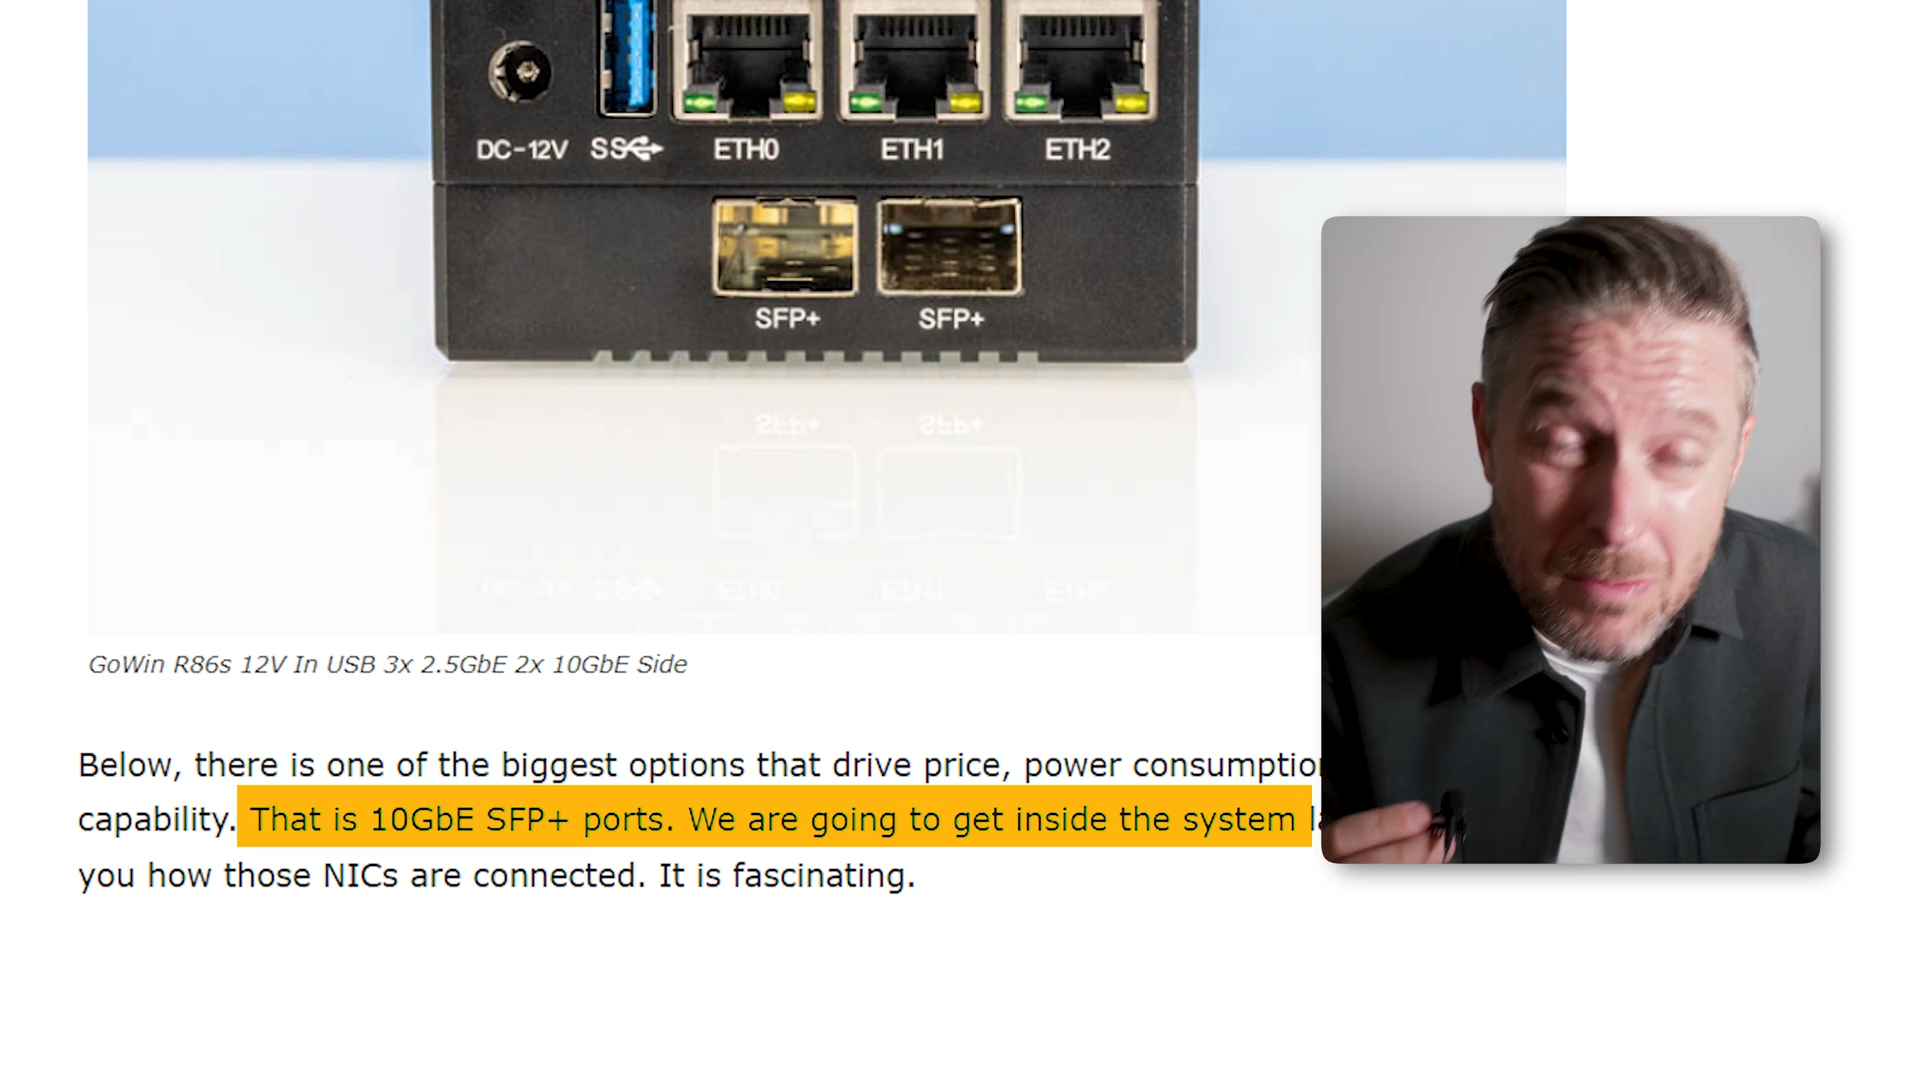 DC-12V SS ETH0 ETH1 ETH2
SFP+ SFP+
GoWin R86s 12V In USB 3x 2.5GbE 2x 10GbE Side
Below, there is one of the biggest options that drive price, power consumption
capability. That is 10GbE SFP+ ports. We are going to get inside the system
you how those NICs are connected. It is fascinating.